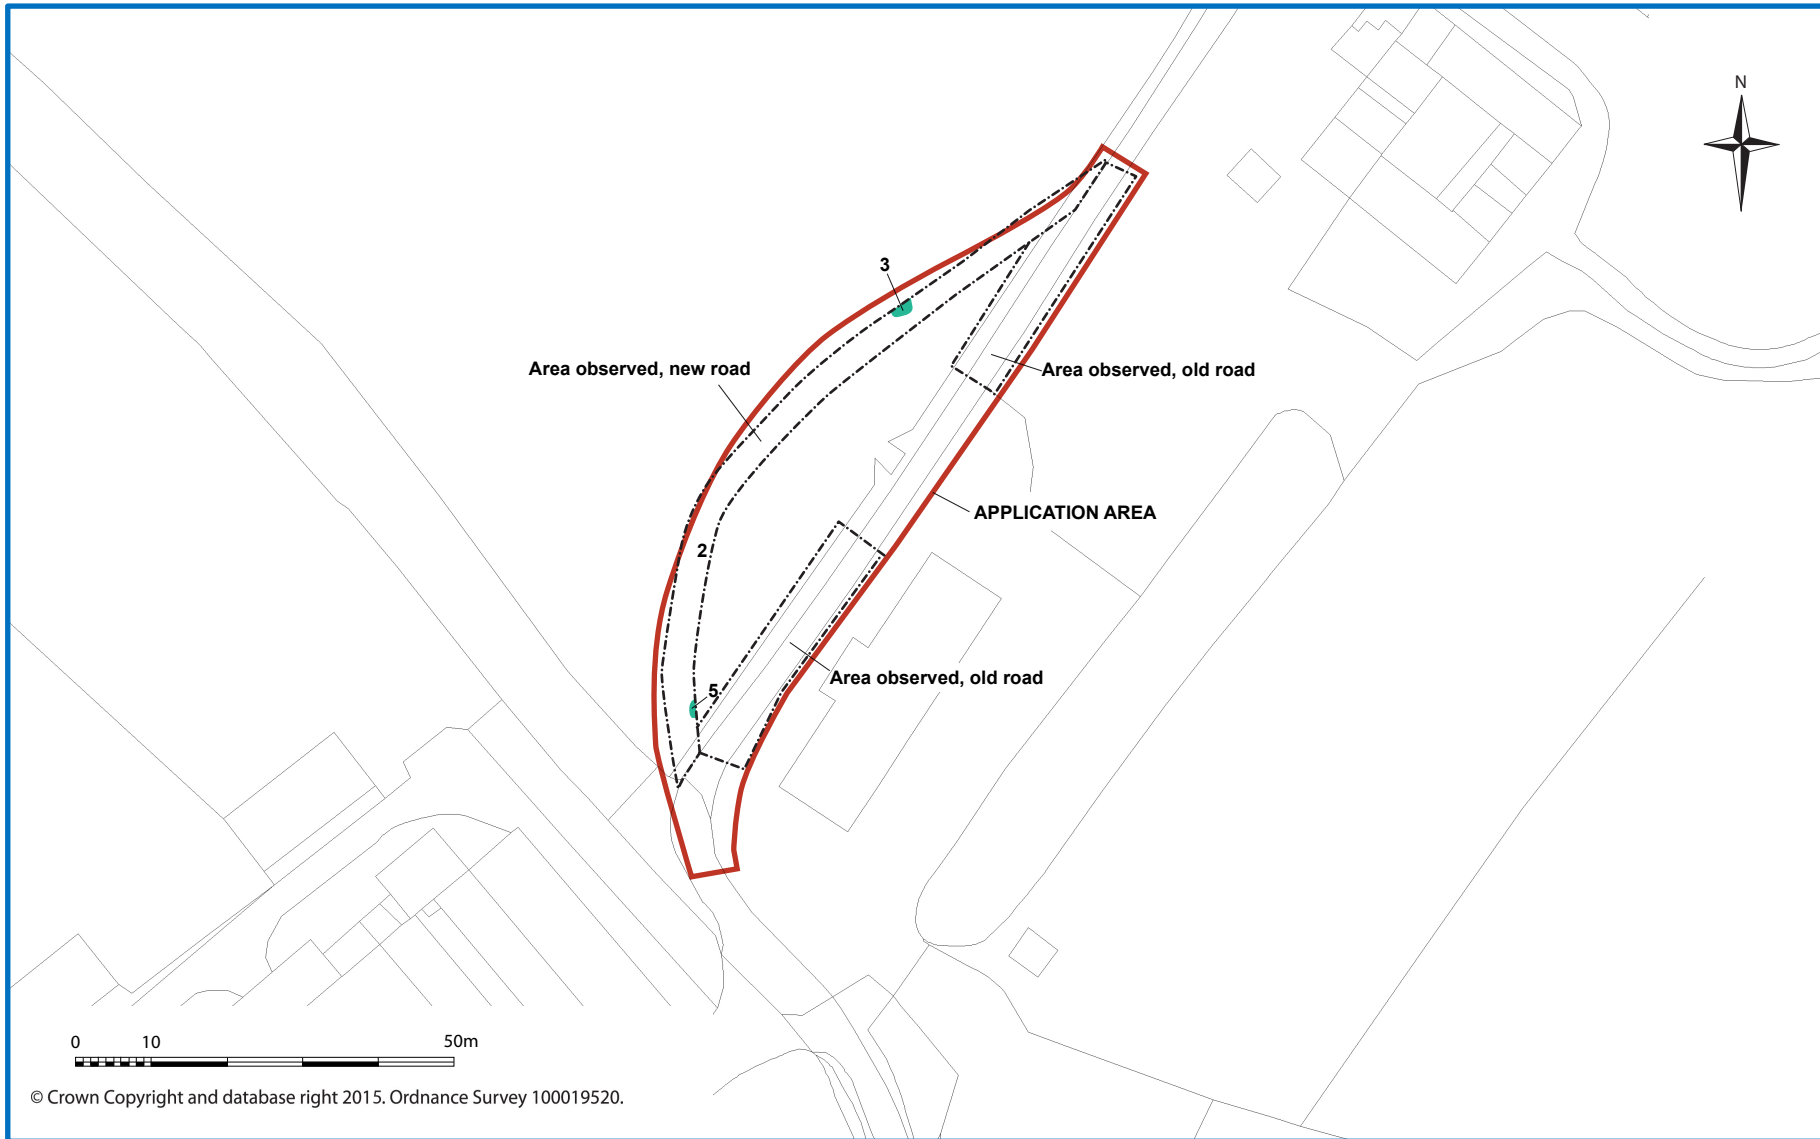 N
3
Area observed, new road
Area observed, old road
APPLICATION AREA
2
Area observed, old road
5
0 10 50m
© Crown Copyright and database right 2015. Ordnance Survey 100019520.